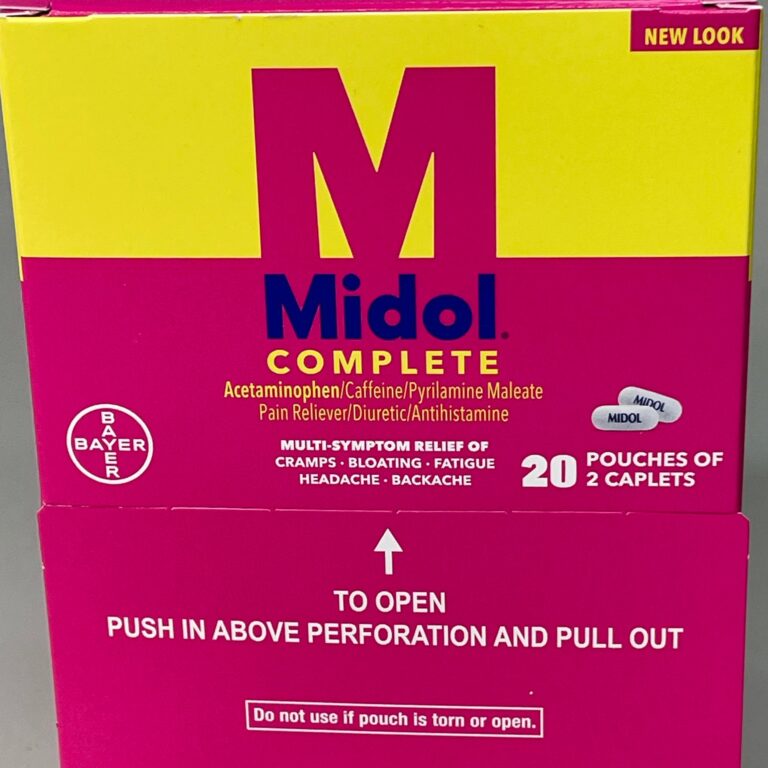 NEW LOOK
M
Midol®
COMPLETE
Acetaminophen/Caffeine/Pyrilamine Maleate
Pain Reliever/Diuretic/Antihistamine
BAYER
BAYER
MIDOL
MIDOL
MULTI-SYMPTOM RELIEF OF
CRAMPS · BLOATING · FATIGUE
HEADACHE · BACKACHE
20 POUCHES OF
2 CAPLETS
TO OPEN
PUSH IN ABOVE PERFORATION AND PULL OUT
Do not use if pouch is torn or open.